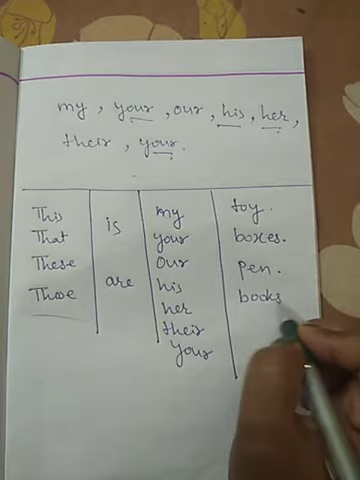 my, your, our, his, her,
their, your.
This is my toy.
That your boxes.
These are our pen.
Those his books
her
their
your